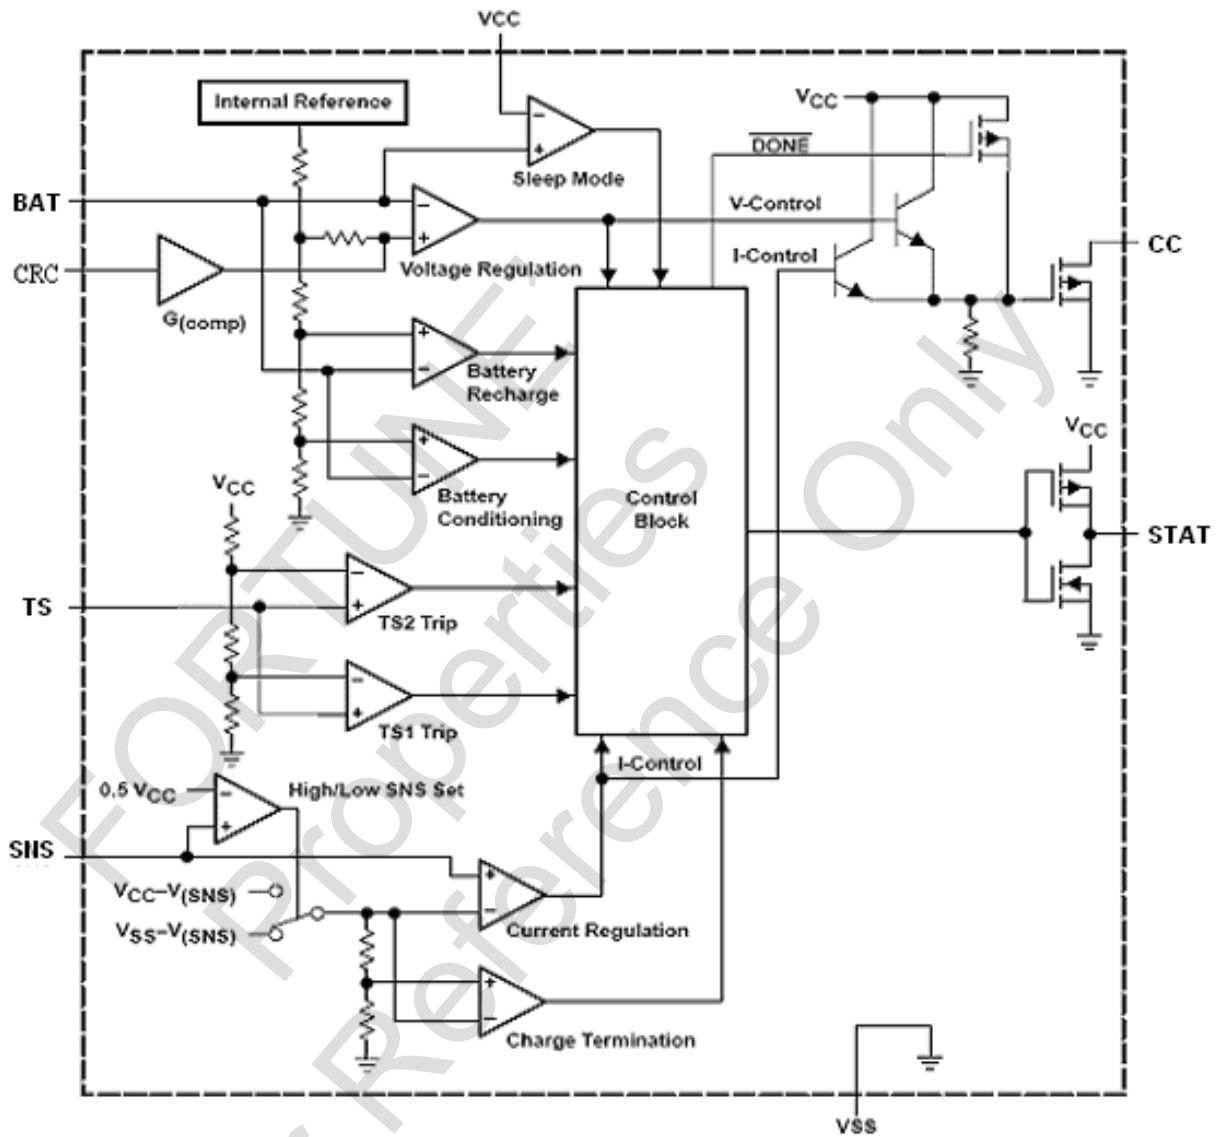 VCC
Internal Reference
VCC
DONE
Sleep Mode
BAT
V-Control
CC
I-Control
CRC
Voltage Regulation
G(comp)
Battery
Recharge
VCC
VCC
Battery
Conditioning
Control
Block
STAT
TS
TS2 Trip
TS1 Trip
I-Control
0.5 VCC
High/Low SNS Set
SNS
VCC–V(SNS)
VSS–V(SNS)
Current Regulation
Charge Termination
VSS
FORTUNE'
Properties
Reference Only